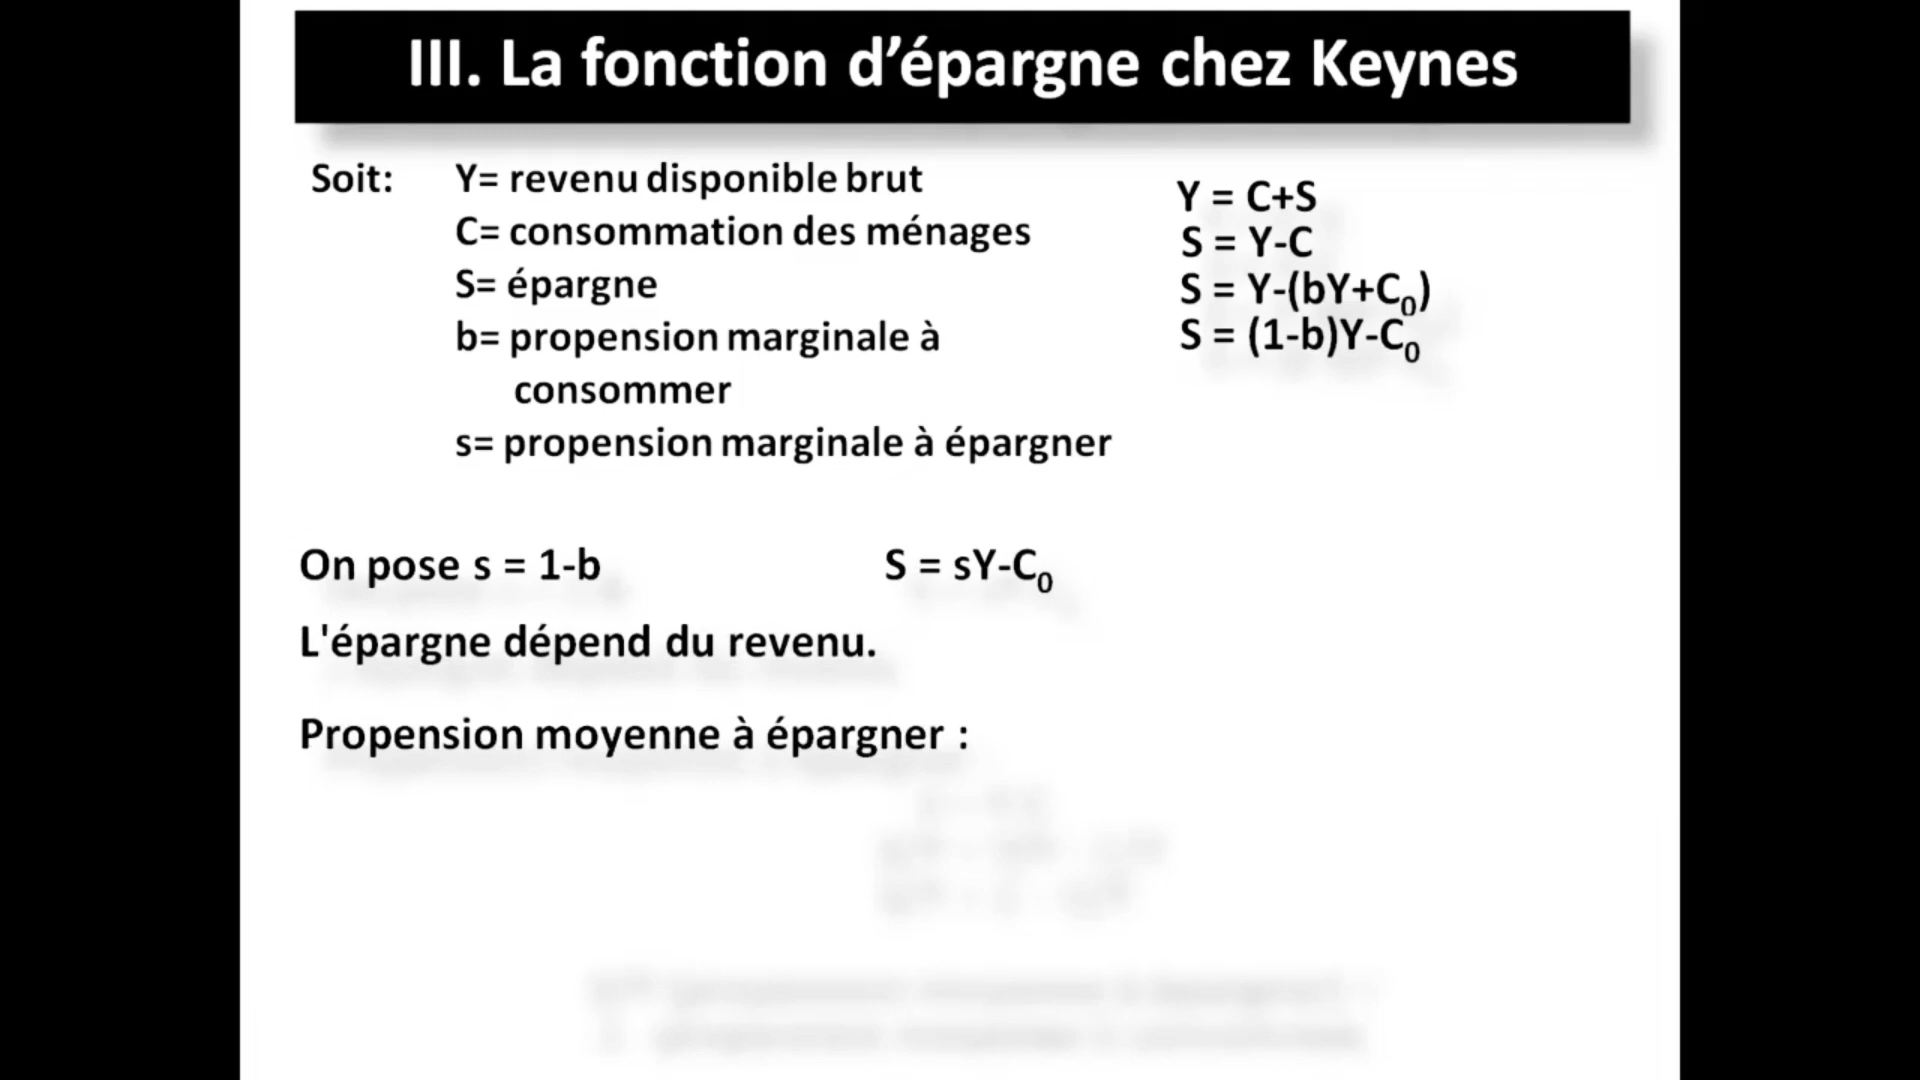 III. La fonction d’épargne chez Keynes
Soit: Y= revenu disponible brut
C= consommation des ménages
S= épargne
b= propension marginale à
consommer
s= propension marginale à épargner
Y = C+S
S = Y-C
S = Y-(bY+C₀)
S = (1-b)Y-C₀
On pose s = 1-b S = sY-C₀
L'épargne dépend du revenu.
Propension moyenne à épargner :